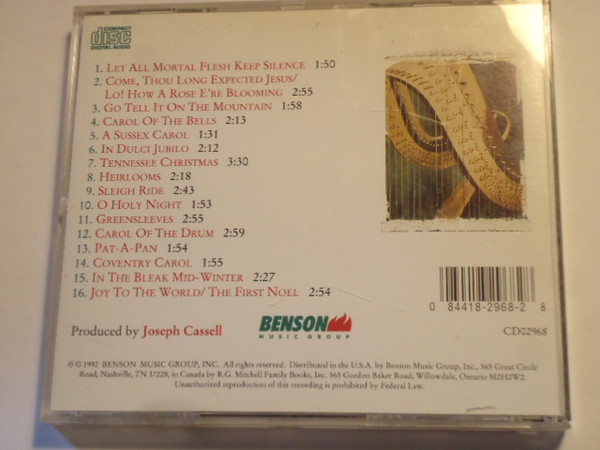 COMPACT
disc
DIGITAL AUDIO
1. LET ALL MORTAL FLESH KEEP SILENCE 1:50
2. COME, THOU LONG EXPECTED JESUS/
LO! HOW A ROSE E'RE BLOOMING 2:55
3. GO TELL IT ON THE MOUNTAIN 1:58
4. CAROL OF THE BELLS 2:13
5. A SUSSEX CAROL 1:31
6. IN DULCI JUBILO 2:12
7. TENNESSEE CHRISTMAS 3:30
8. HEIRLOOMS 2:18
9. SLEIGH RIDE 2:43
10. O HOLY NIGHT 1:53
11. GREENSLEEVES 2:55
12. CAROL OF THE DRUM 2:59
13. PAT-A-PAN 1:54
14. COVENTRY CAROL 1:55
15. IN THE BLEAK MID-WINTER 2:27
16. JOY TO THE WORLD/ THE FIRST NOEL 2:54
0 84418-2968-2 8
Produced by Joseph Cassell
BENSON
MUSIC GROUP
CD02968
℗ © 1992 BENSON MUSIC GROUP, INC. All rights reserved. Distributed in the U.S.A. by Benson Music Group, Inc., 365 Great Circle
Road, Nashville, TN 37228, in Canada by R.G. Mitchell Family Books, Inc. 365 Gordon Baker Road, Willowdale, Ontario M2H2W2.
Unauthorized reproduction of this recording is prohibited by Federal Law.